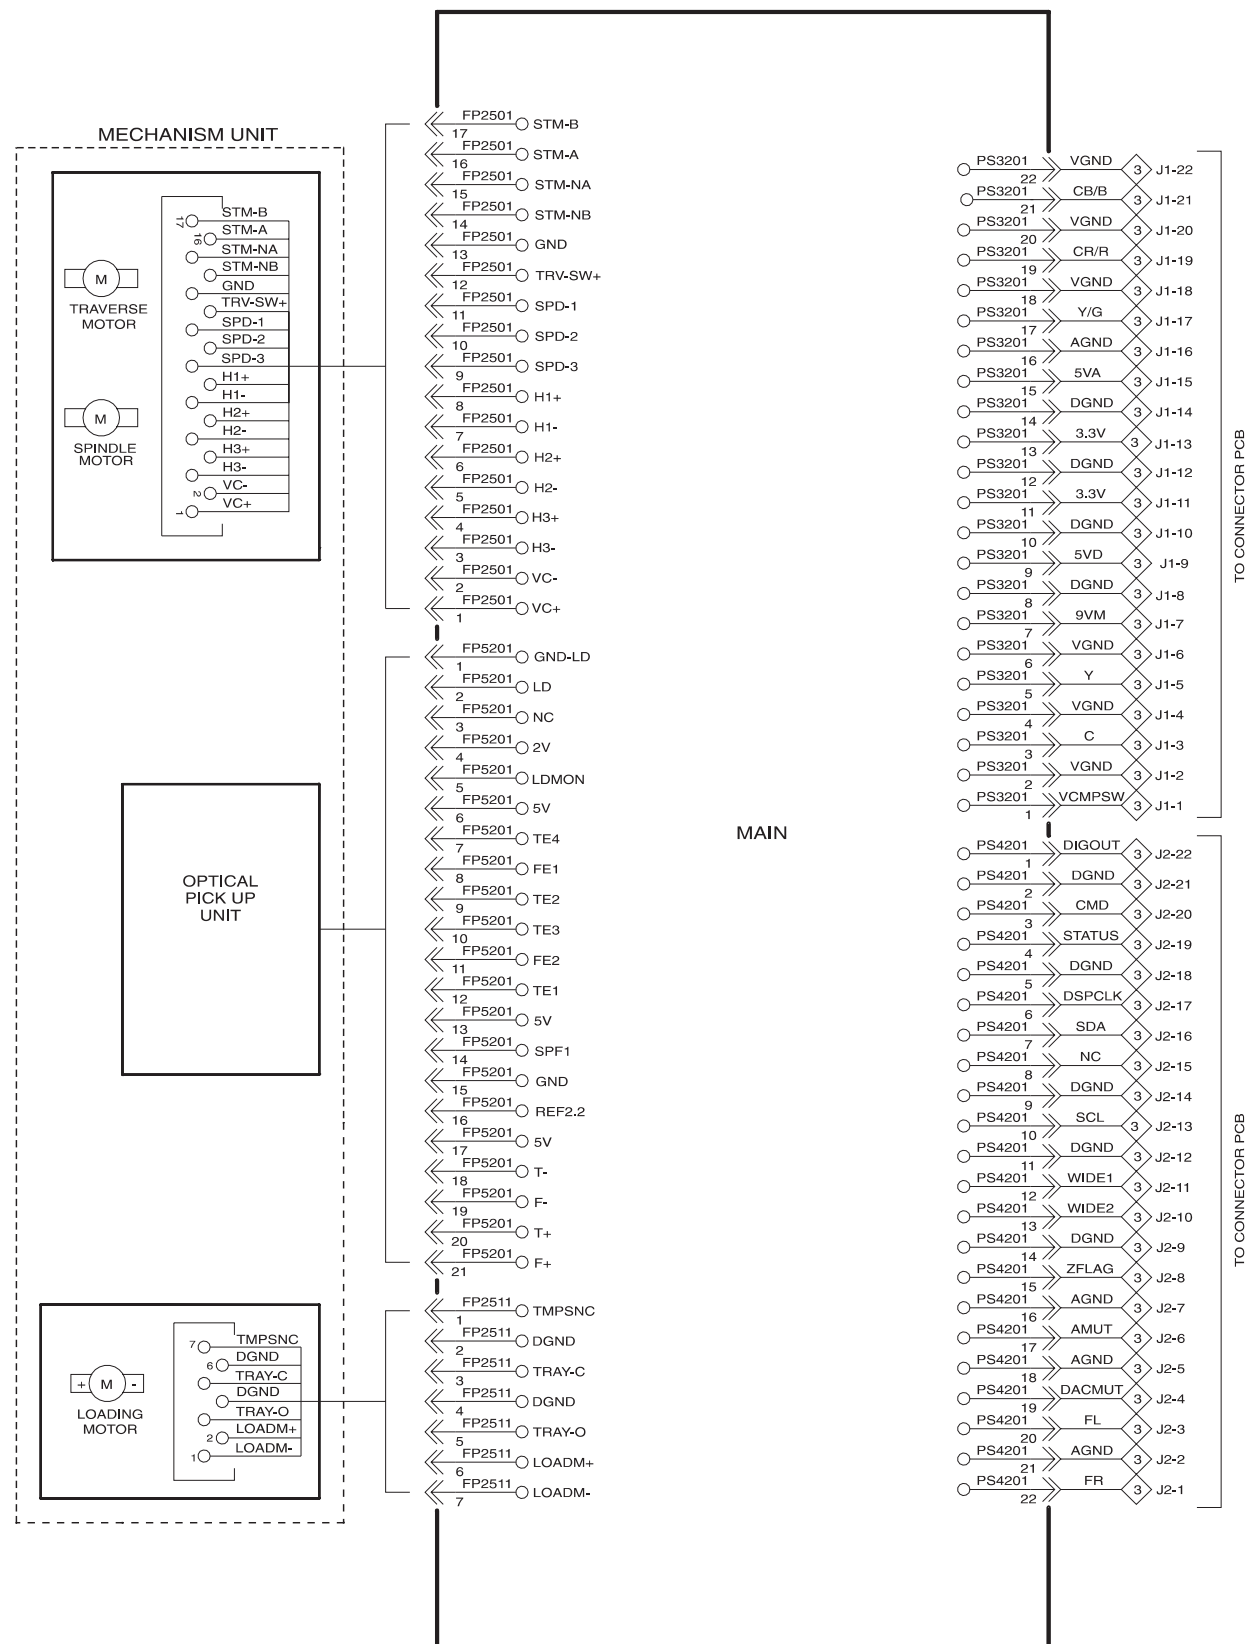 MECHANISM UNIT
17 STM-B
16 STM-A
STM-NA
STM-NB
GND
TRV-SW+
SPD-1
SPD-2
SPD-3
H1+
H1-
H2+
H2-
H3+
H3-
2 VC-
1 VC+
M
TRAVERSE
MOTOR
M
SPINDLE
MOTOR
OPTICAL
PICK UP
UNIT
7 TMPSNC
6 DGND
TRAY-C
DGND
TRAY-O
2 LOADM+
1 LOADM-
+ M -
LOADING
MOTOR
FP2501 17 STM-B
FP2501 16 STM-A
FP2501 15 STM-NA
FP2501 14 STM-NB
FP2501 13 GND
FP2501 12 TRV-SW+
FP2501 11 SPD-1
FP2501 10 SPD-2
FP2501 9 SPD-3
FP2501 8 H1+
FP2501 7 H1-
FP2501 6 H2+
FP2501 5 H2-
FP2501 4 H3+
FP2501 3 H3-
FP2501 2 VC-
FP2501 1 VC+
FP5201 1 GND-LD
FP5201 2 LD
FP5201 3 NC
FP5201 4 2V
FP5201 5 LDMON
FP5201 6 5V
FP5201 7 TE4
FP5201 8 FE1
FP5201 9 TE2
FP5201 10 TE3
FP5201 11 FE2
FP5201 12 TE1
FP5201 13 5V
FP5201 14 SPF1
FP5201 15 GND
FP5201 16 REF2.2
FP5201 17 5V
FP5201 18 T-
FP5201 19 F-
FP5201 20 T+
FP5201 21 F+
FP2511 1 TMPSNC
FP2511 2 DGND
FP2511 3 TRAY-C
FP2511 4 DGND
FP2511 5 TRAY-O
FP2511 6 LOADM+
FP2511 7 LOADM-
MAIN
PS3201 22 VGND 3 J1-22
PS3201 21 CB/B 3 J1-21
PS3201 20 VGND 3 J1-20
PS3201 19 CR/R 3 J1-19
PS3201 18 VGND 3 J1-18
PS3201 17 Y/G 3 J1-17
PS3201 16 AGND 3 J1-16
PS3201 15 5VA 3 J1-15
PS3201 14 DGND 3 J1-14
PS3201 13 3.3V 3 J1-13
PS3201 12 DGND 3 J1-12
PS3201 11 3.3V 3 J1-11
PS3201 10 DGND 3 J1-10
PS3201 9 5VD 3 J1-9
PS3201 8 DGND 3 J1-8
PS3201 7 9VM 3 J1-7
PS3201 6 VGND 3 J1-6
PS3201 5 Y 3 J1-5
PS3201 4 VGND 3 J1-4
PS3201 3 C 3 J1-3
PS3201 2 VGND 3 J1-2
PS3201 1 VCMPSW 3 J1-1
TO CONNECTOR PCB
PS4201 1 DIGOUT 3 J2-22
PS4201 2 DGND 3 J2-21
PS4201 3 CMD 3 J2-20
PS4201 4 STATUS 3 J2-19
PS4201 5 DGND 3 J2-18
PS4201 6 DSPCLK 3 J2-17
PS4201 7 SDA 3 J2-16
PS4201 8 NC 3 J2-15
PS4201 9 DGND 3 J2-14
PS4201 10 SCL 3 J2-13
PS4201 11 DGND 3 J2-12
PS4201 12 WIDE1 3 J2-11
PS4201 13 WIDE2 3 J2-10
PS4201 14 DGND 3 J2-9
PS4201 15 ZFLAG 3 J2-8
PS4201 16 AGND 3 J2-7
PS4201 17 AMUT 3 J2-6
PS4201 18 AGND 3 J2-5
PS4201 19 DACMUT 3 J2-4
PS4201 20 FL 3 J2-3
PS4201 21 AGND 3 J2-2
PS4201 22 FR 3 J2-1
TO CONNECTOR PCB